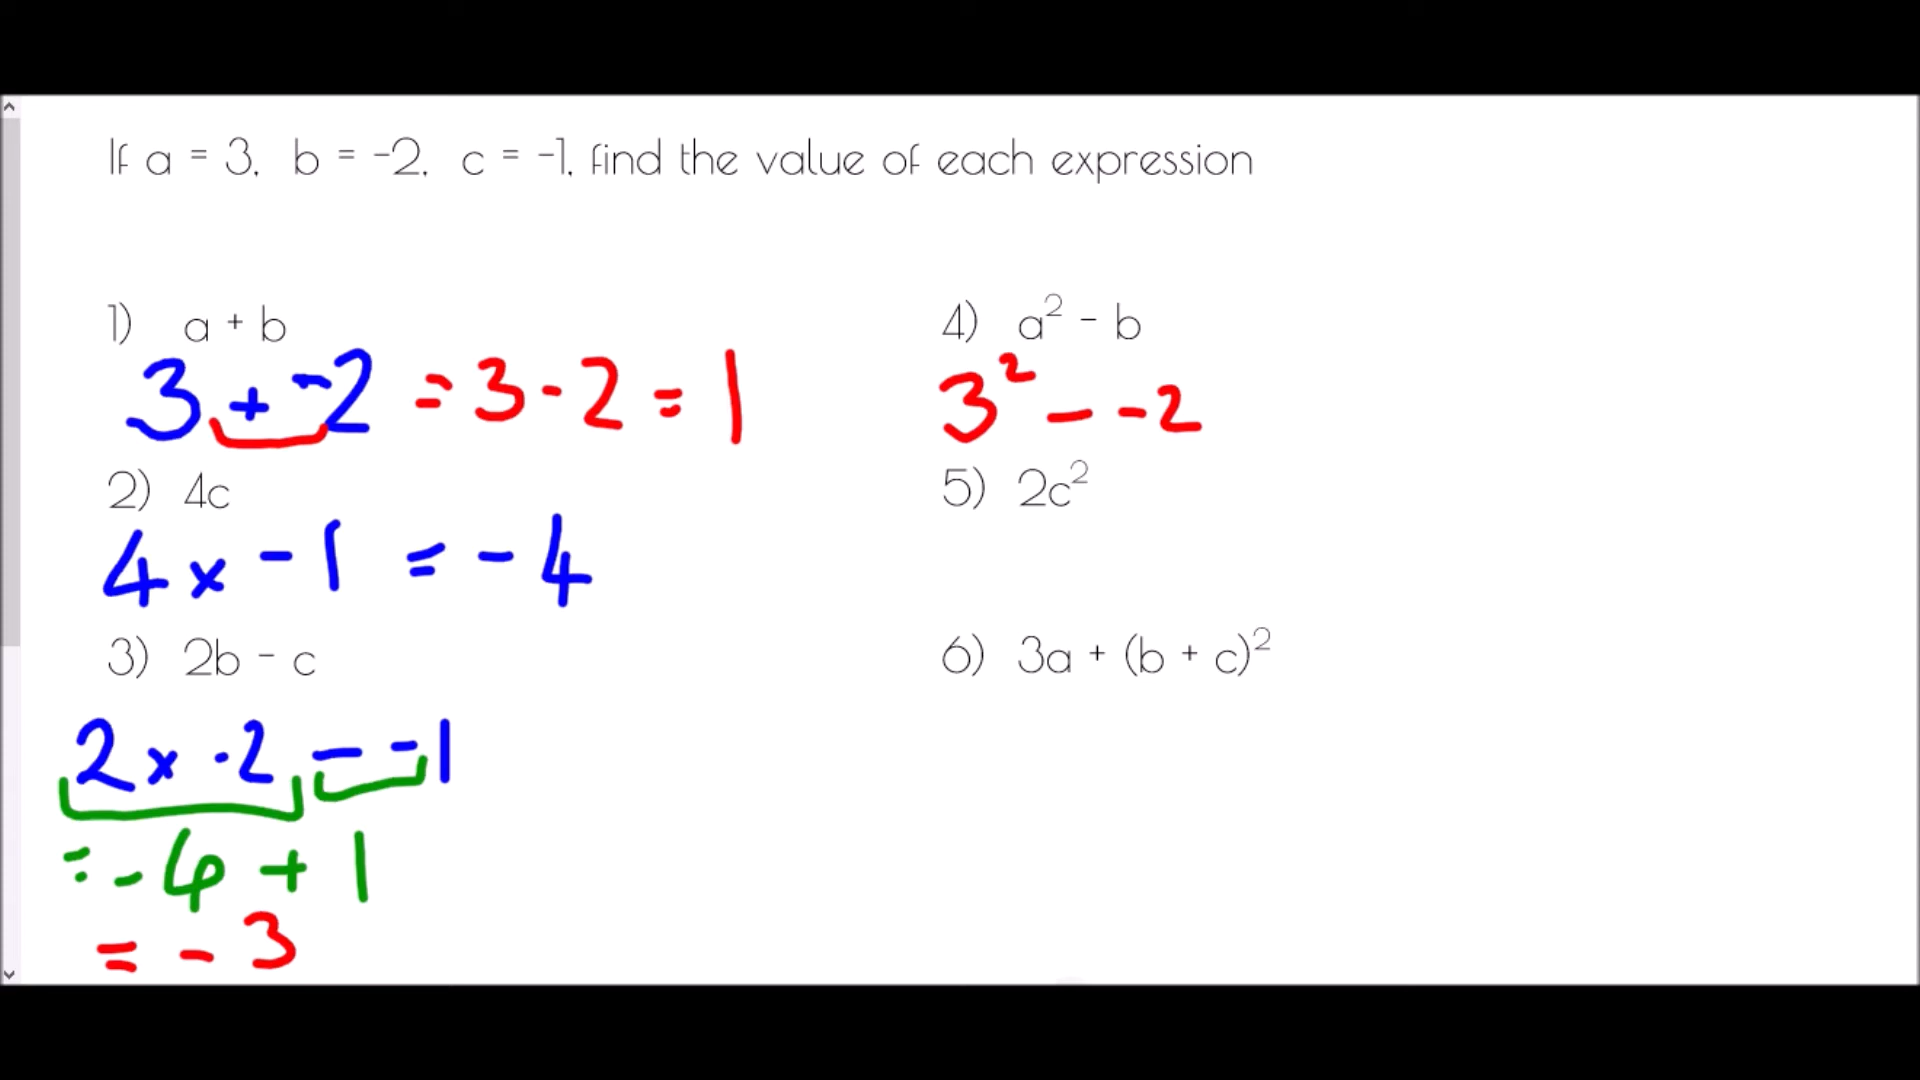 If a = 3, b = -2, c = -1, find the value of each expression
1) a + b
3 + -2 = 3 - 2 = 1
2) 4c
4 x -1 = -4
3) 2b - c
2 x -2 - -1
= -4 + 1
= -3
4) a² - b
3² - -2
5) 2c²
6) 3a + (b + c)²